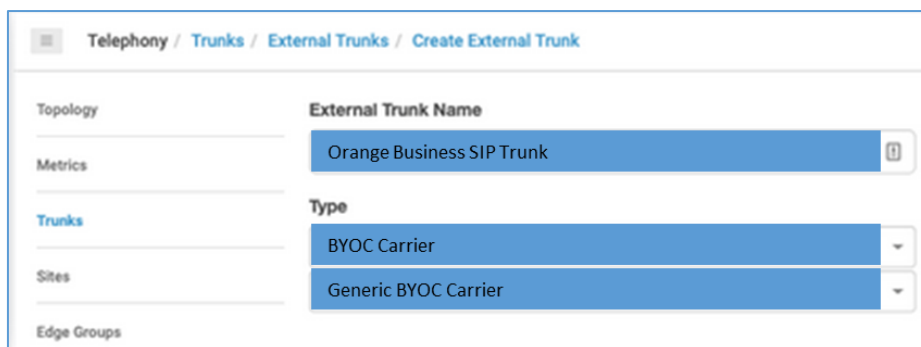 Telephony / Trunks / External Trunks / Create External Trunk
Topology
Metrics
Trunks
Sites
Edge Groups
External Trunk Name
Orange Business SIP Trunk
Type
BYOC Carrier
Generic BYOC Carrier